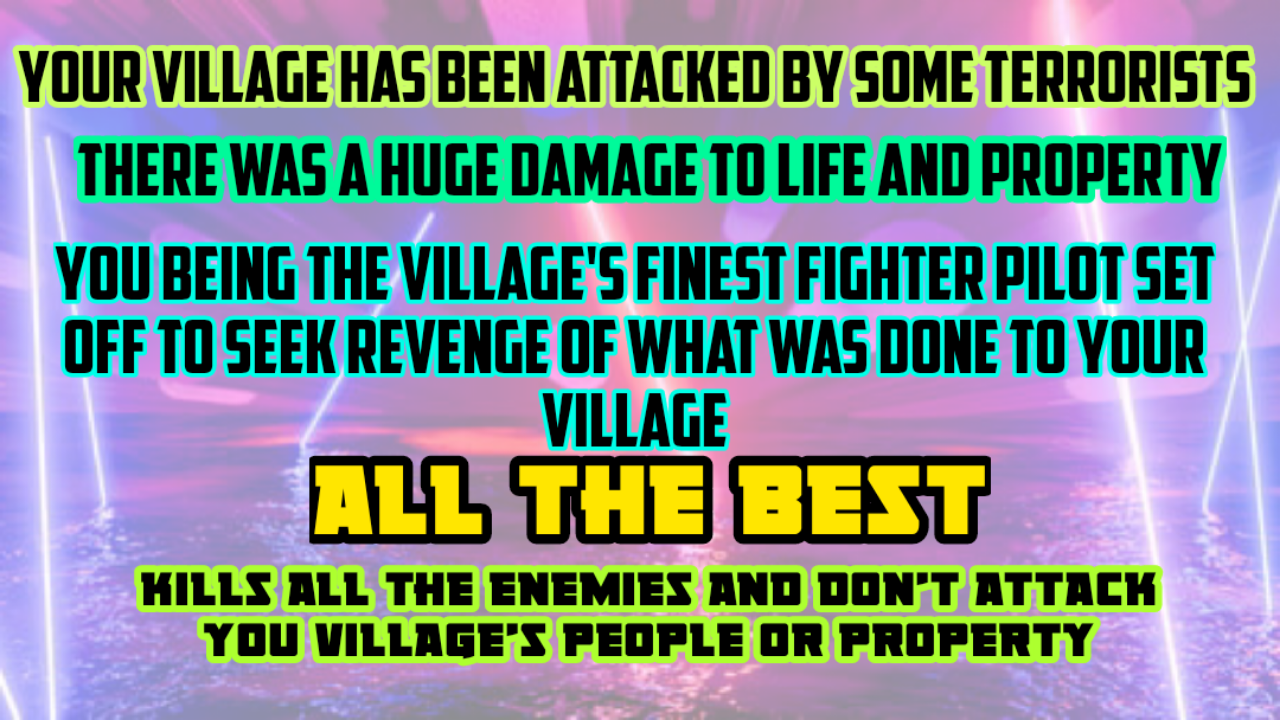 YOUR VILLAGE HAS BEEN ATTACKED BY SOME TERRORISTS
THERE WAS A HUGE DAMAGE TO LIFE AND PROPERTY
YOU BEING THE VILLAGE'S FINEST FIGHTER PILOT SET
OFF TO SEEK REVENGE OF WHAT WAS DONE TO YOUR
VILLAGE
ALL THE BEST
KILLS ALL THE ENEMIES AND DON'T ATTACK
YOU VILLAGE'S PEOPLE OR PROPERTY